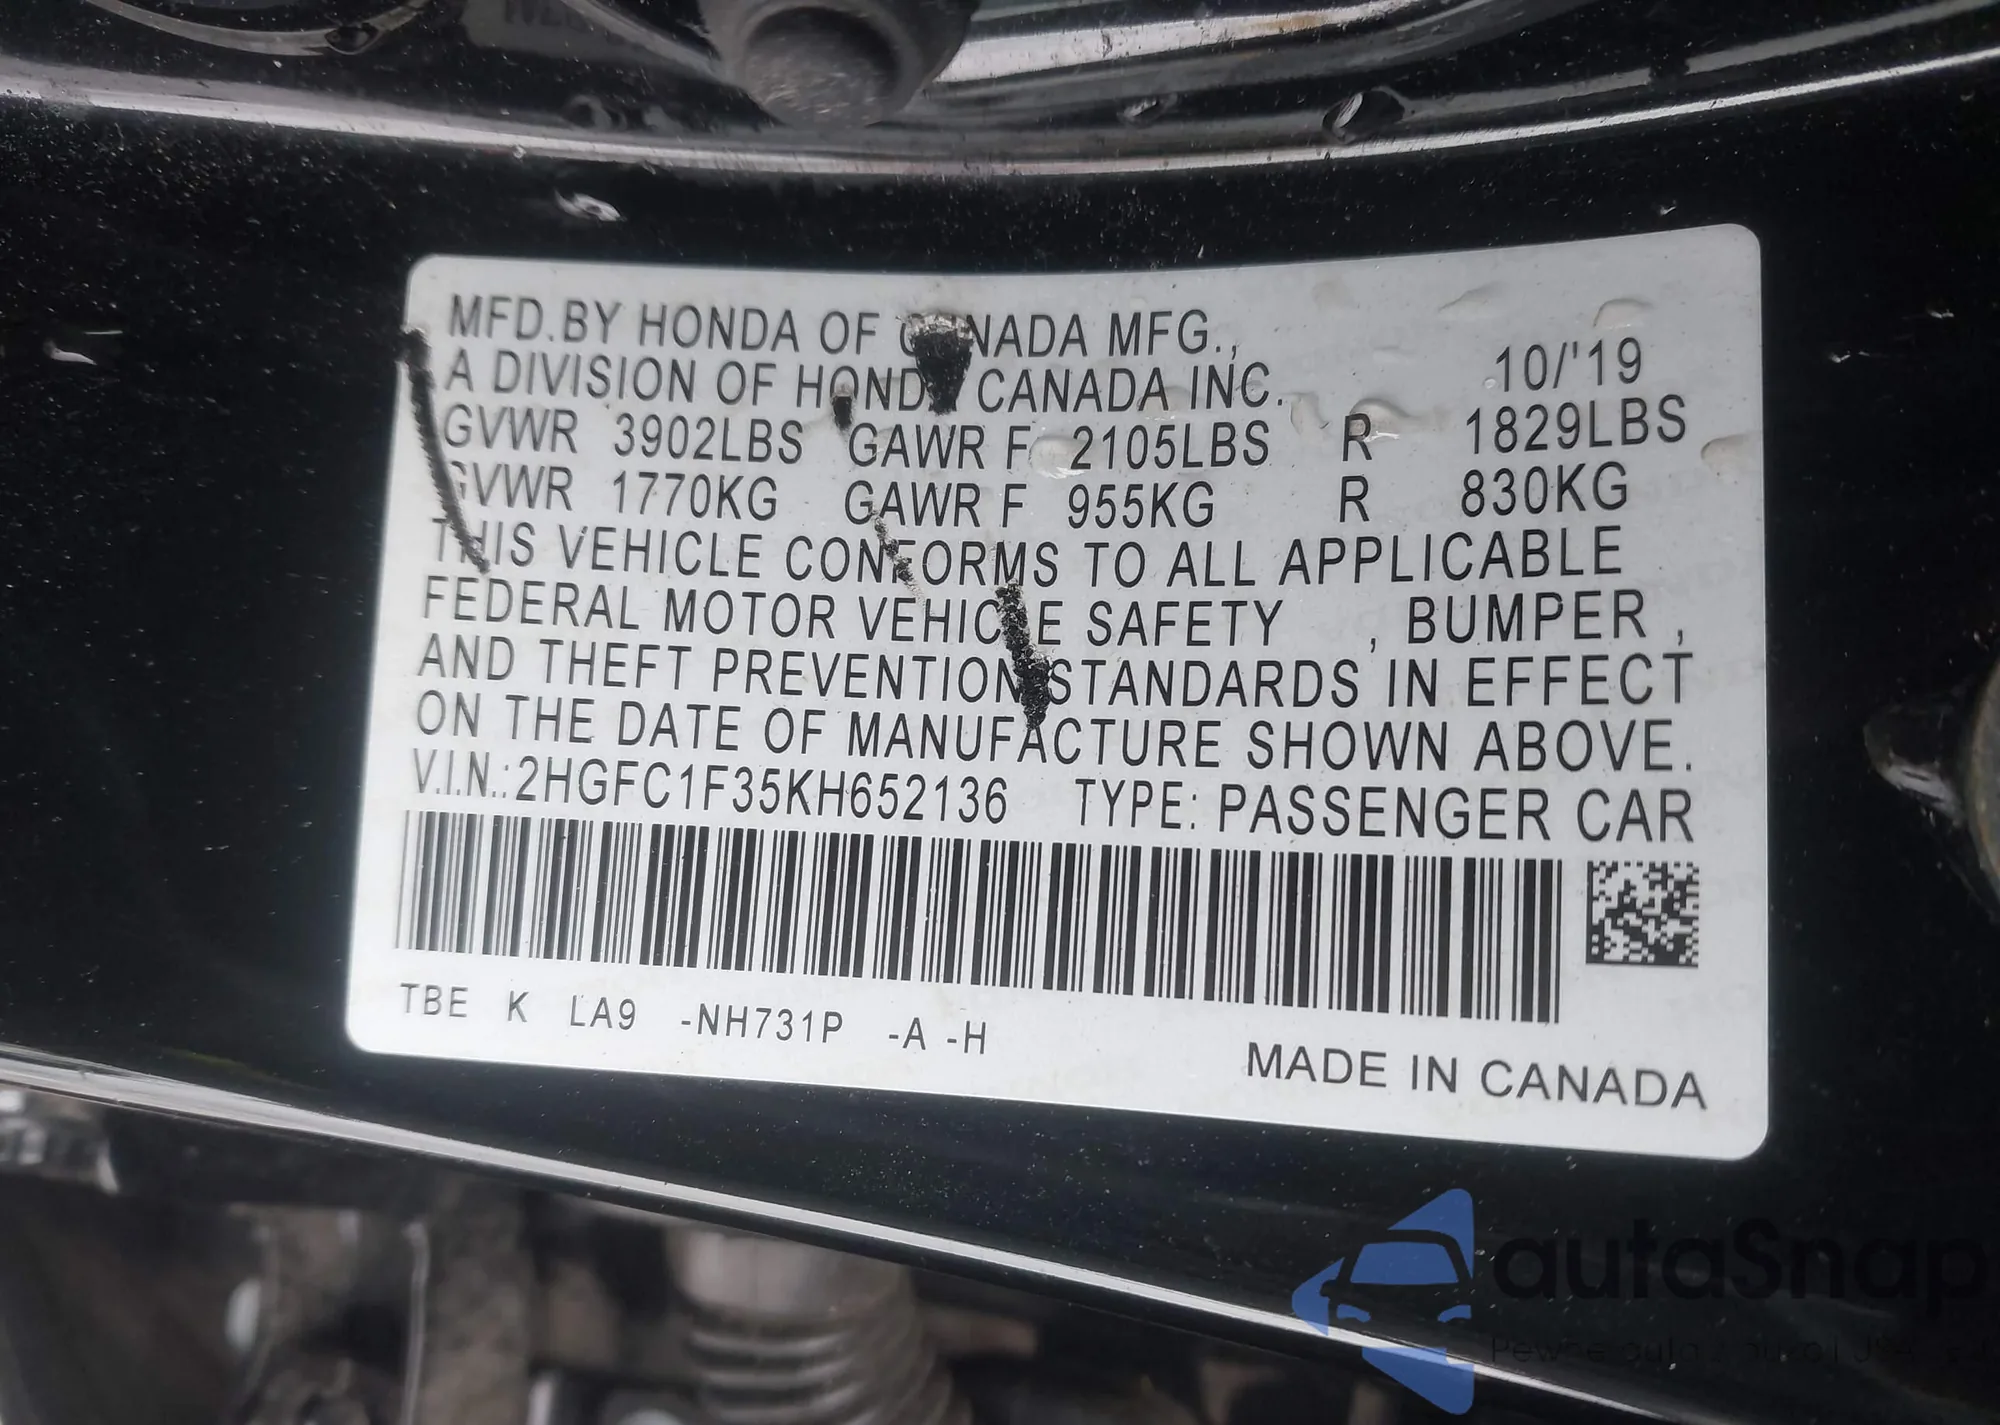 MFD.BY HONDA OF CANADA MFG.,
A DIVISION OF HONDA CANADA INC. 10/'19
GVWR 3902LBS GAWR F 2105LBS R 1829LBS
GVWR 1770KG GAWR F 955KG R 830KG
THIS VEHICLE CONFORMS TO ALL APPLICABLE
FEDERAL MOTOR VEHICLE SAFETY , BUMPER ,
AND THEFT PREVENTION STANDARDS IN EFFECT
ON THE DATE OF MANUFACTURE SHOWN ABOVE.
V.I.N.:2HGFC1F35KH652136 TYPE: PASSENGER CAR
TBE K LA9 -NH731P -A -H
MADE IN CANADA
autaSnap
Pewne auta z